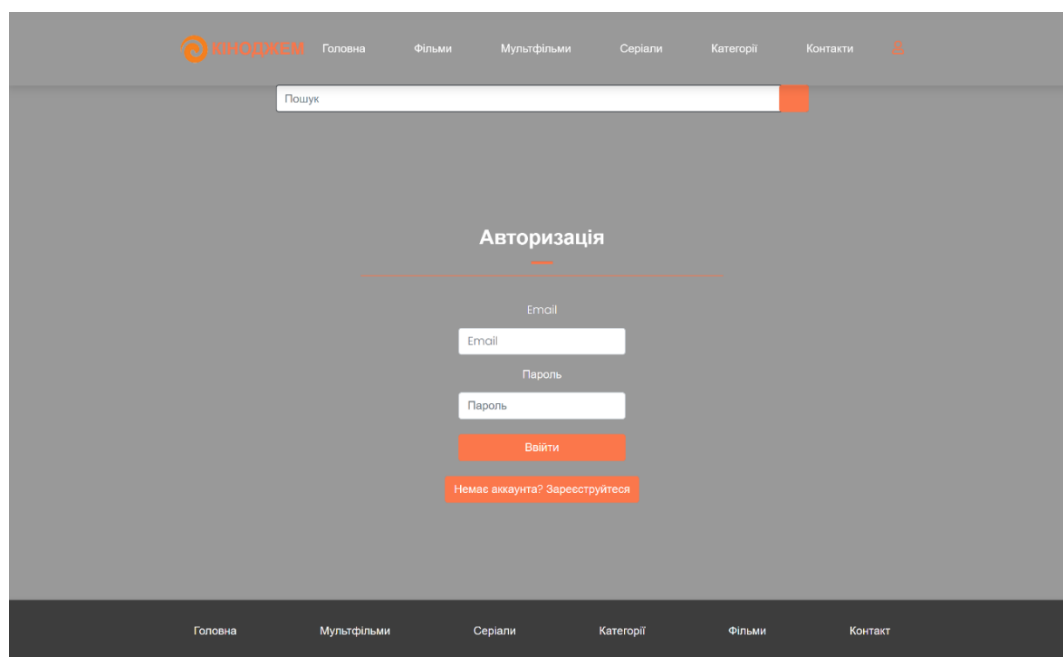 КІНОДЖЕМ Головна Фільми Мультфільми Серіали Категорії Контакти
Пошук
Авторизація
Email
Email
Пароль
Пароль
Ввійти
Немає аккаунта? Зареєструйтеся
Головна Мультфільми Серіали Категорії Фільми Контакт